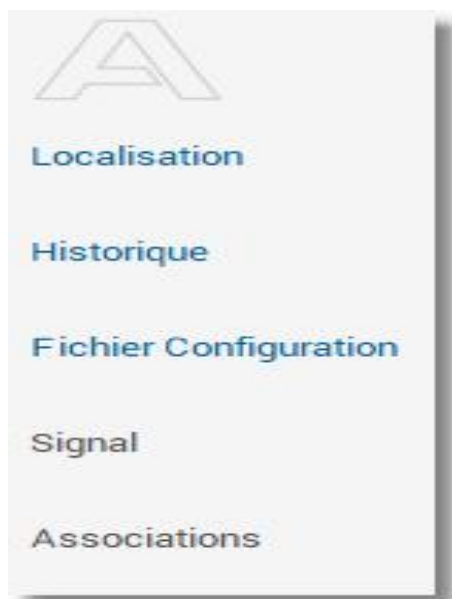 Localisation
Historique
Fichier Configuration
Signal
Associations